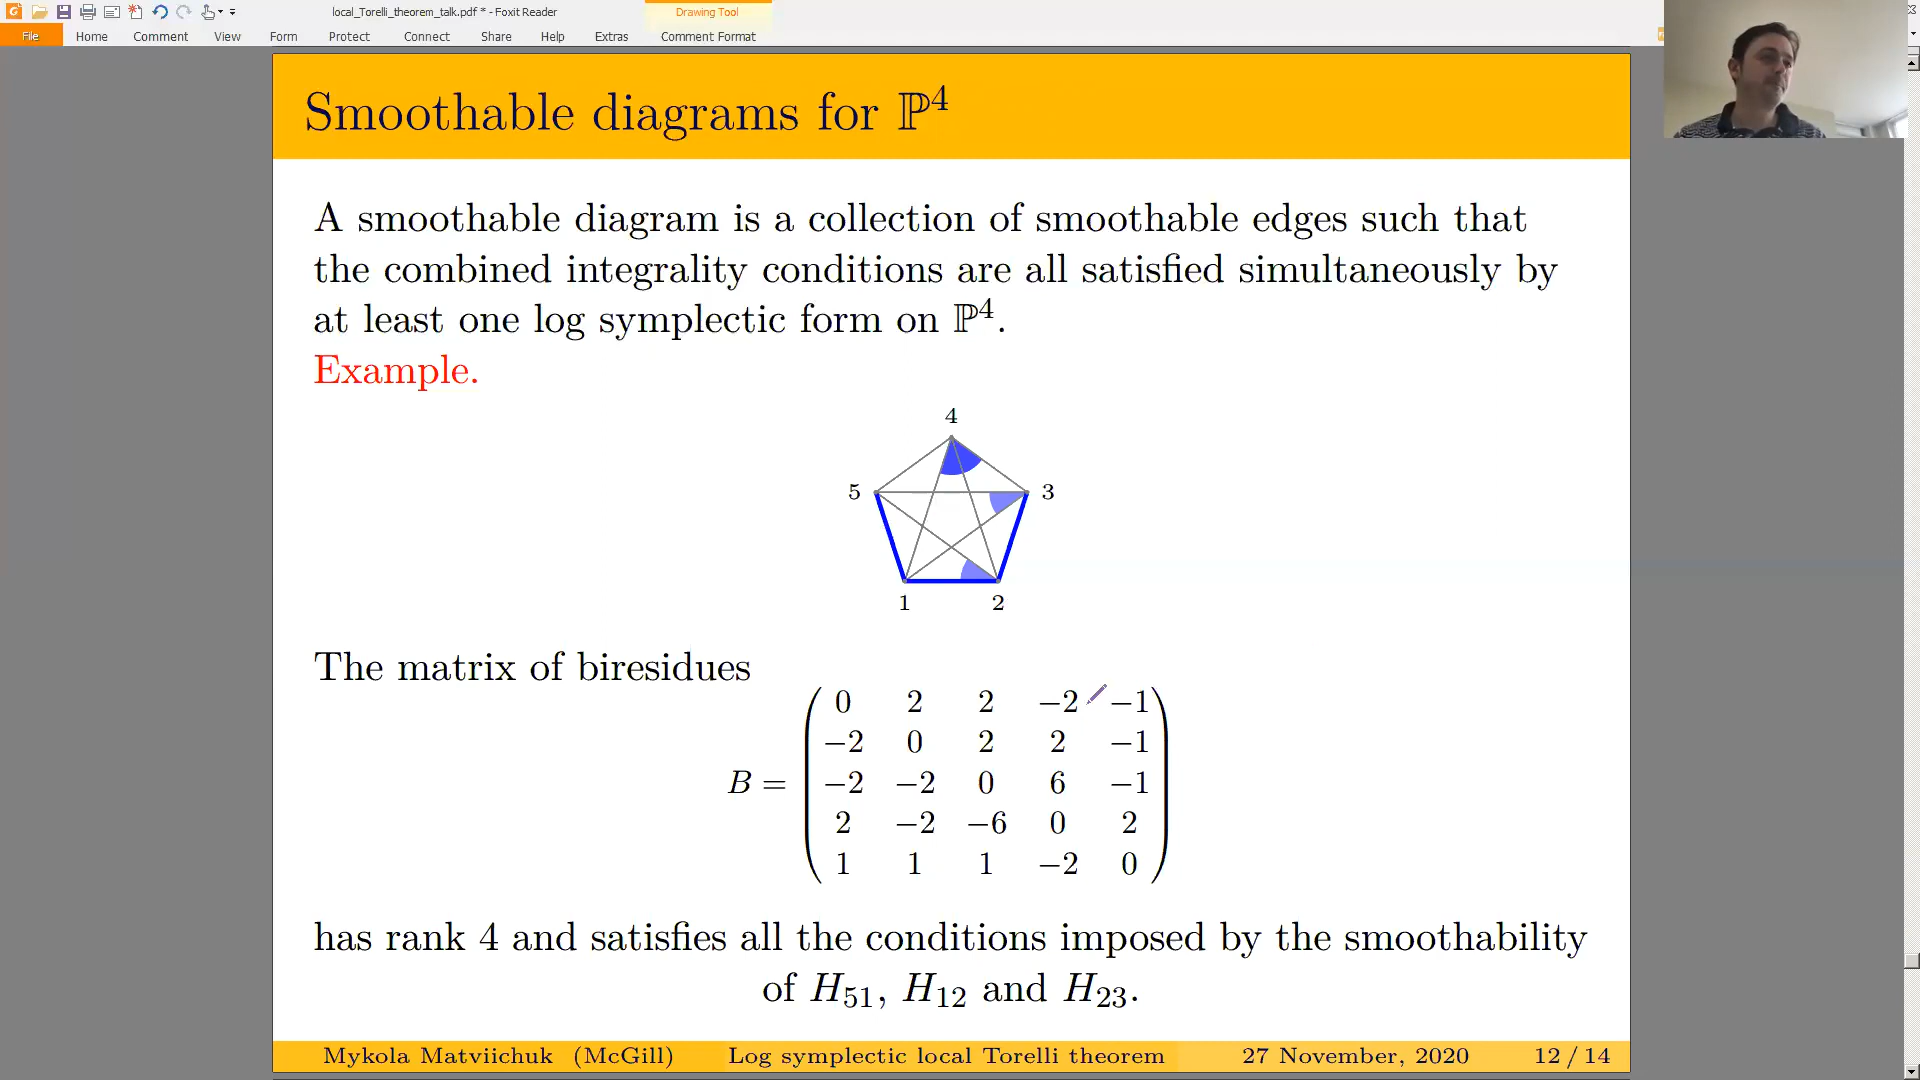 local_Torelli_theorem_talk.pdf * - Foxit Reader
Drawing Tool
File Home Comment View Form Protect Connect Share Help Extras Comment Format
Smoothable diagrams for ℙ⁴
A smoothable diagram is a collection of smoothable edges such that
the combined integrality conditions are all satisfied simultaneously by
at least one log symplectic form on ℙ⁴.
Example.
4
5 3
1 2
The matrix of biresidues
B =
0 2 2 −2 −1
−2 0 2 2 −1
−2 −2 0 6 −1
2 −2 −6 0 2
1 1 1 −2 0
has rank 4 and satisfies all the conditions imposed by the smoothability
of H₅₁, H₁₂ and H₂₃.
Mykola Matviichuk (McGill) Log symplectic local Torelli theorem 27 November, 2020 12 / 14